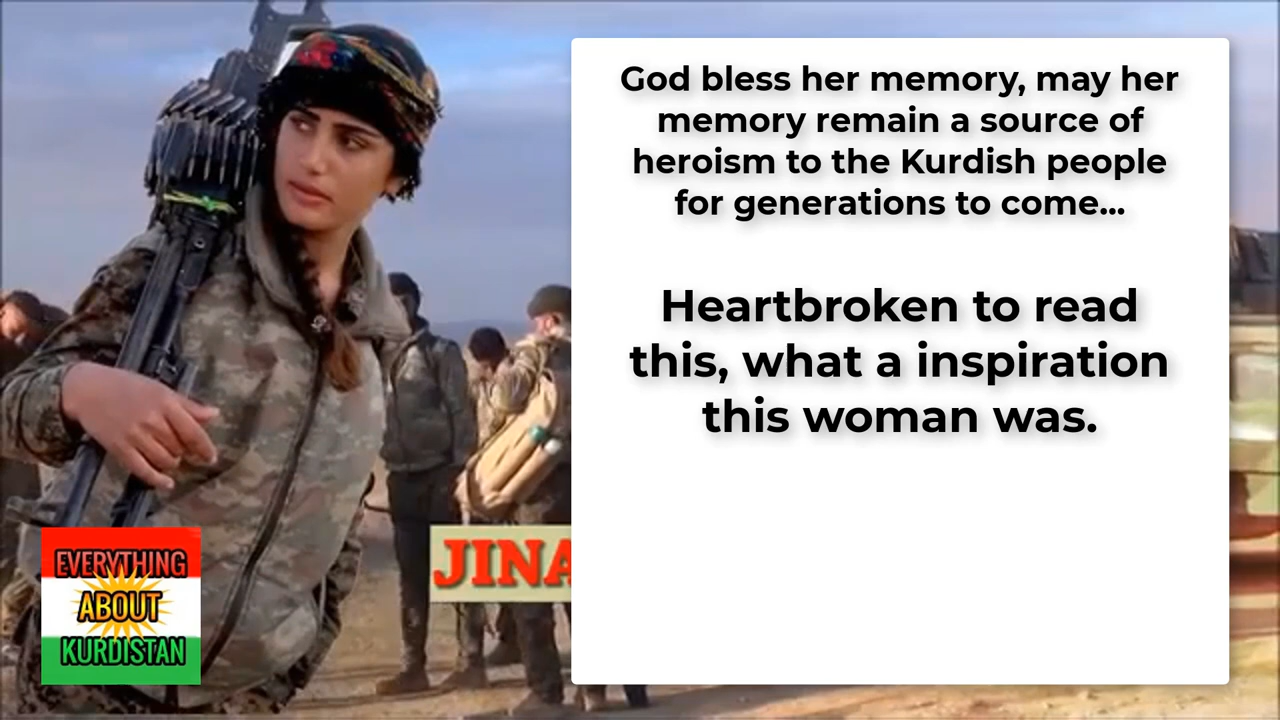 God bless her memory, may her
memory remain a source of
heroism to the Kurdish people
for generations to come...
Heartbroken to read
this, what a inspiration
this woman was.
JINA
EVERYTHING
ABOUT
KURDISTAN